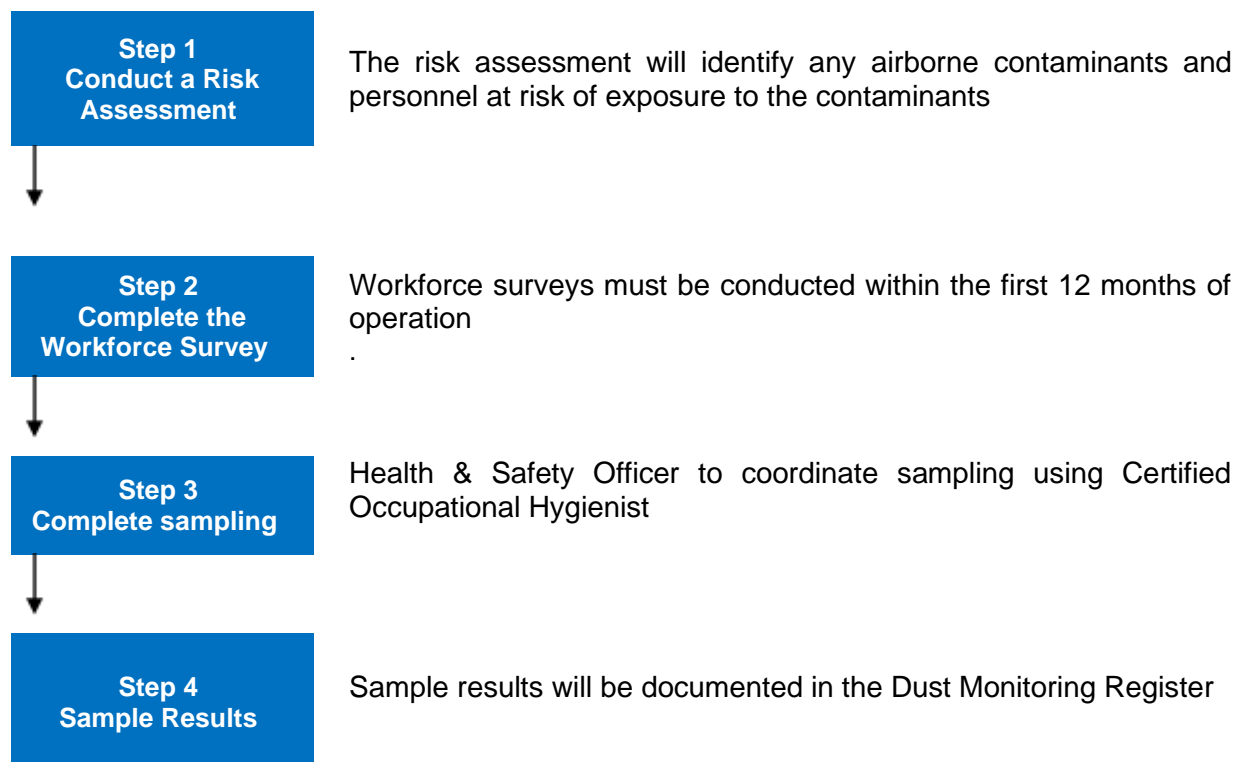 Step 1
Conduct a Risk
Assessment
The risk assessment will identify any airborne contaminants and
personnel at risk of exposure to the contaminants
Step 2
Complete the
Workforce Survey
Workforce surveys must be conducted within the first 12 months of
operation
.
Step 3
Complete sampling
Health & Safety Officer to coordinate sampling using Certified
Occupational Hygienist
Step 4
Sample Results
Sample results will be documented in the Dust Monitoring Register